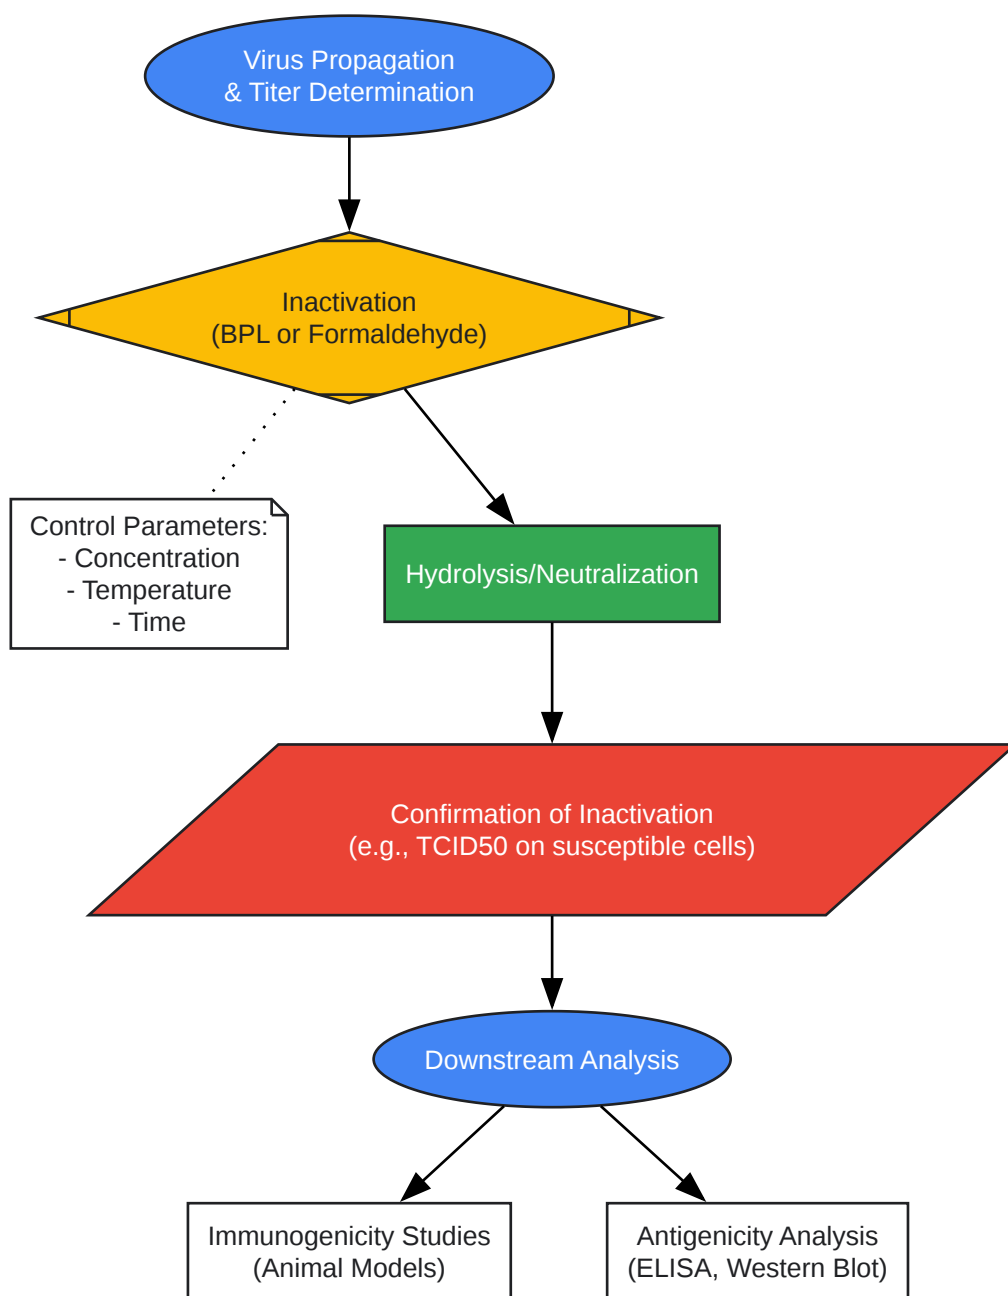 Virus Propagation
& Titer Determination
Inactivation
(BPL or Formaldehyde)
Control Parameters:
- Concentration
- Temperature
- Time
Hydrolysis/Neutralization
Confirmation of Inactivation
(e.g., TCID50 on susceptible cells)
Downstream Analysis
Immunogenicity Studies
(Animal Models)
Antigenicity Analysis
(ELISA, Western Blot)